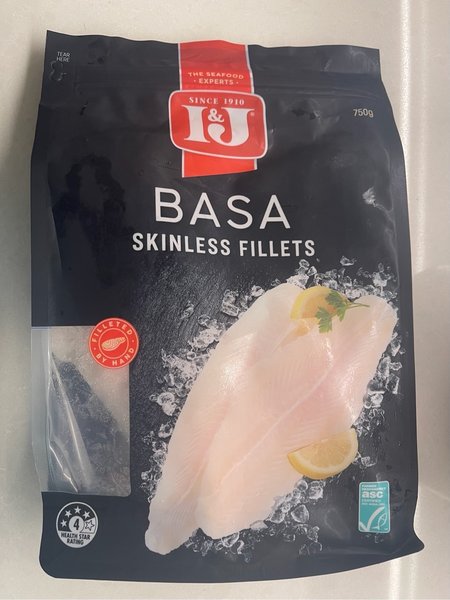 TEAR
HERE
THE SEAFOOD
• EXPERTS •
SINCE 1910
I&J
®
750g
BASA
SKINLESS FILLETS
FILLETED
BY HAND
4
HEALTH STAR
RATING
asc
CERTIFIED